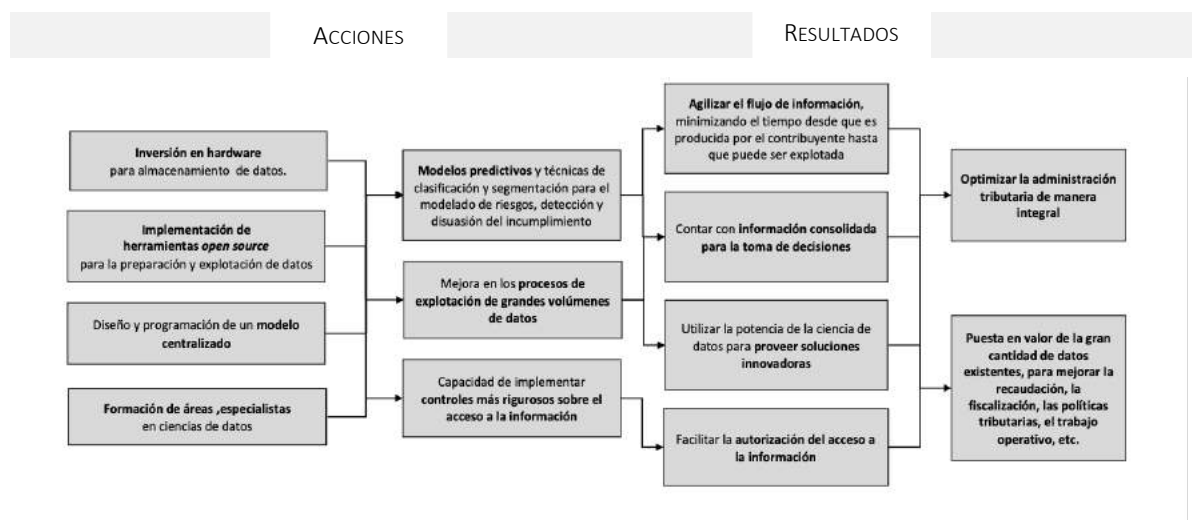 ACCIONES
RESULTADOS
Inversión en hardware
para almacenamiento de datos.
Implementación de
herramientas open source
para la preparación y explotación de datos
Diseño y programación de un modelo
centralizado
Formación de áreas ,especialistas
en ciencias de datos
Modelos predictivos y técnicas de
clasificación y segmentación para el
modelado de riesgos, detección y
disuasión del incumplimiento
Mejora en los procesos de
explotación de grandes volúmenes
de datos
Capacidad de implementar
controles más rigurosos sobre el
acceso a la información
Agilizar el flujo de información,
minimizando el tiempo desde que es
producida por el contribuyente hasta
que puede ser explotada
Contar con información consolidada
para la toma de decisiones
Utilizar la potencia de la ciencia de
datos para proveer soluciones
innovadoras
Facilitar la autorización del acceso a
la información
Optimizar la administración
tributaria de manera
integral
Puesta en valor de la gran
cantidad de datos
existentes, para mejorar la
recaudación, la
fiscalización, las políticas
tributarias, el trabajo
operativo, etc.